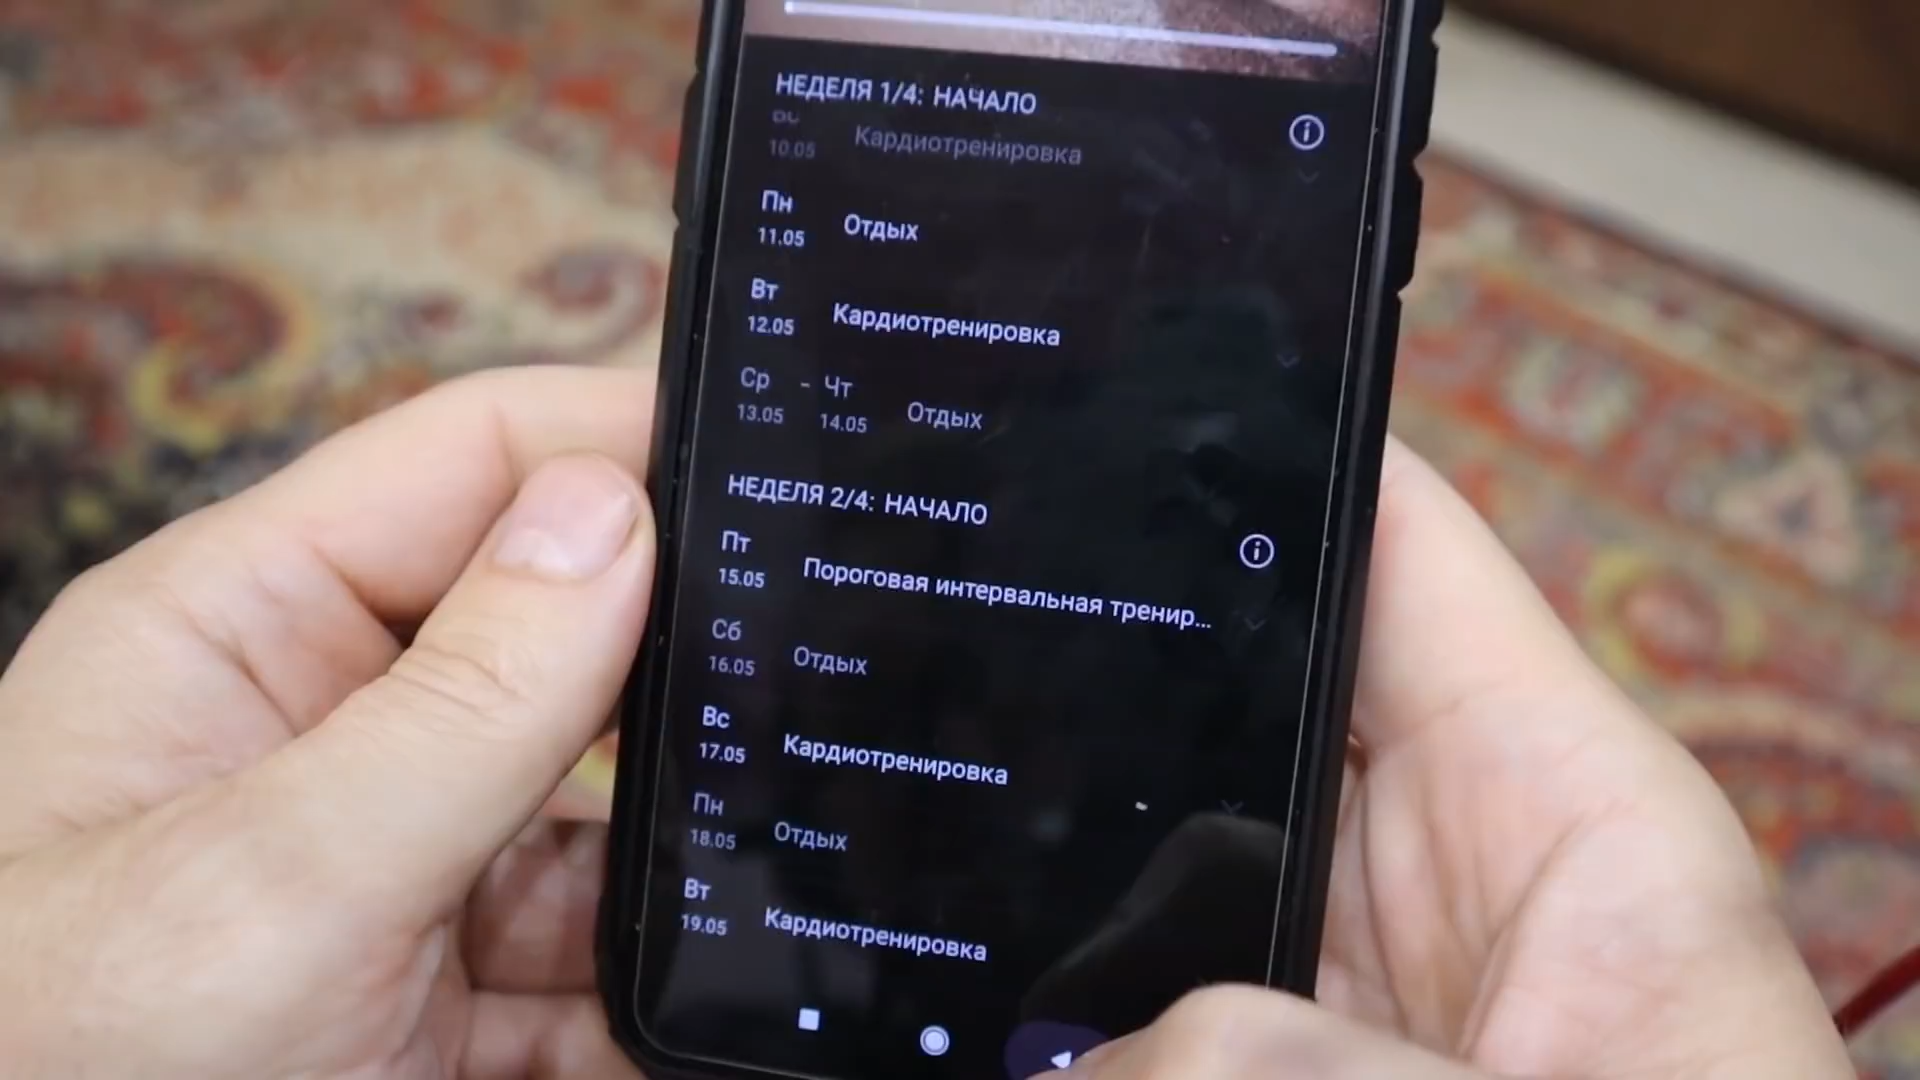 НЕДЕЛЯ 1/4: НАЧАЛО
Вс
10.05 Кардиотренировка
Пн
11.05 Отдых
Вт
12.05 Кардиотренировка
Ср - Чт
13.05 14.05 Отдых
НЕДЕЛЯ 2/4: НАЧАЛО
Пт
15.05 Пороговая интервальная тренир...
Сб
16.05 Отдых
Вс
17.05 Кардиотренировка
Пн
18.05 Отдых
Вт
19.05 Кардиотренировка